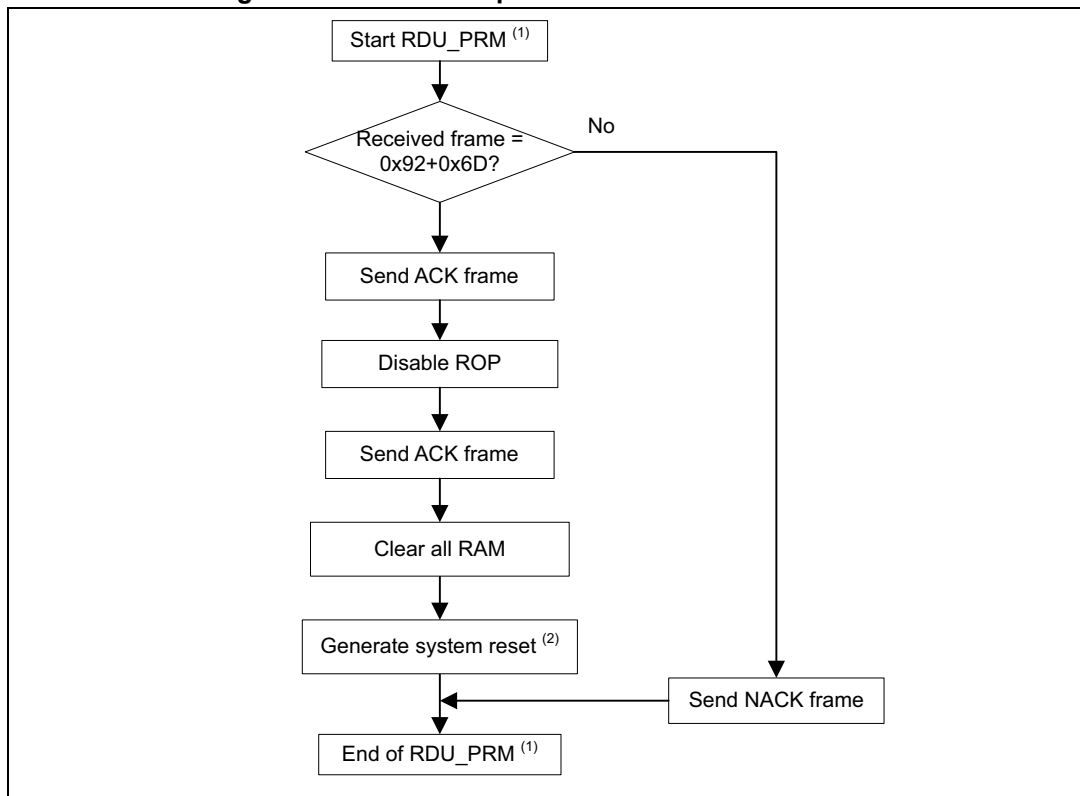 Start RDU_PRM (1)
Received frame =
0x92+0x6D?
No
Send ACK frame
Disable ROP
Send ACK frame
Clear all RAM
Generate system reset (2)
Send NACK frame
End of RDU_PRM (1)